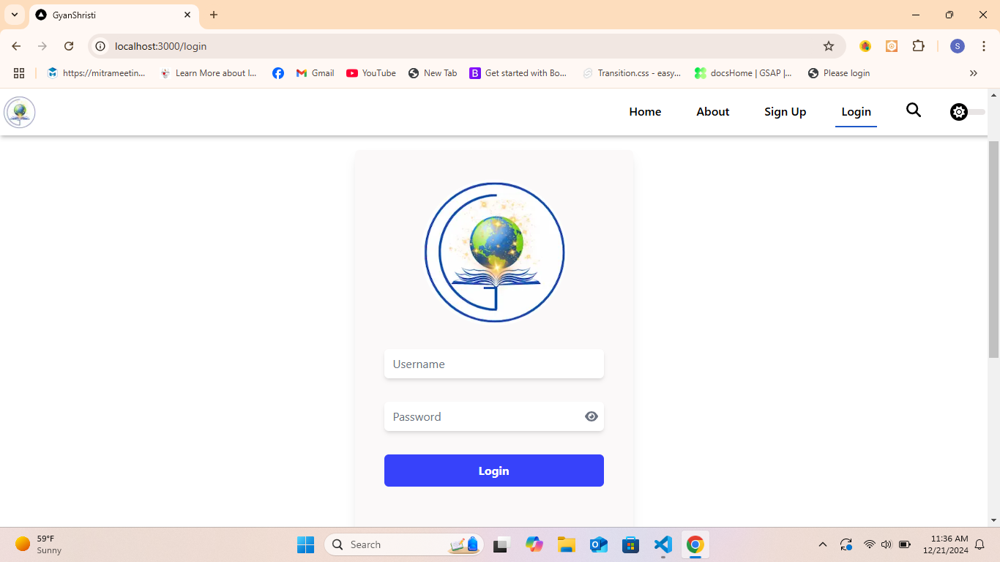 GyanShristi
localhost:3000/login
S
https://mitrameetin...
Learn More about I...
Gmail
YouTube
New Tab
Get started with Bo...
Transition.css - easy...
docsHome | GSAP |...
Please login
Home
About
Sign Up
Login
Username
Password
Login
59°F
Sunny
Search
11:36 AM
12/21/2024